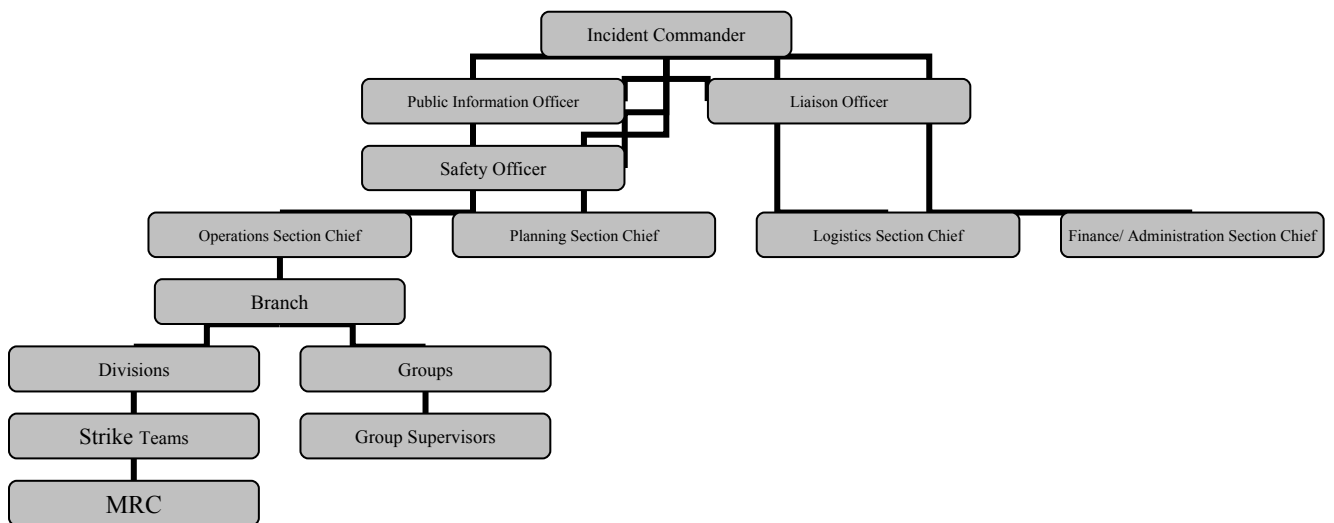 Incident Commander
Public Information Officer
Liaison Officer
Safety Officer
Operations Section Chief
Planning Section Chief
Logistics Section Chief
Finance/ Administration Section Chief
Branch
Divisions
Groups
Strike Teams
Group Supervisors
MRC